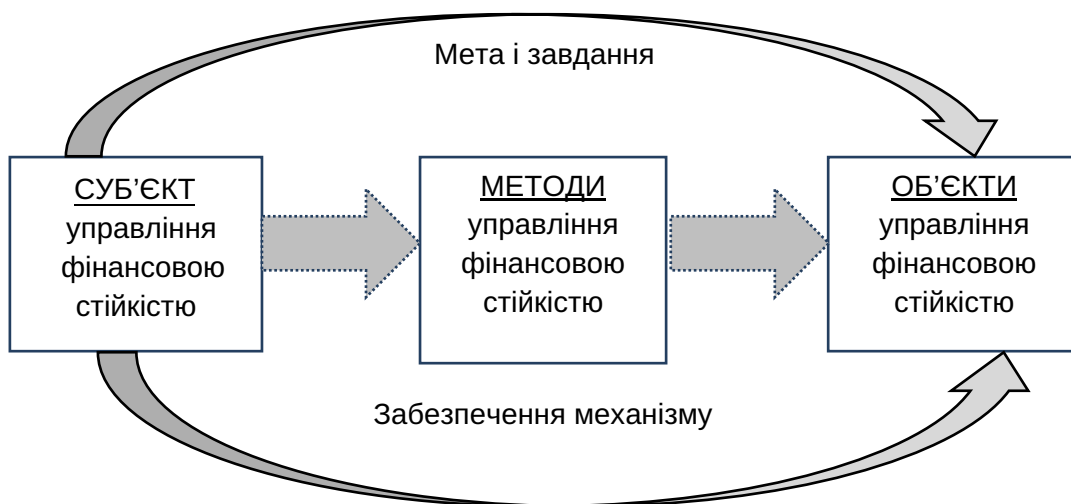 Мета і завдання
СУБ’ЄКТ
управління
фінансовою
стійкістю
МЕТОДИ
управління
фінансовою
стійкістю
ОБ’ЄКТИ
управління
фінансовою
стійкістю
Забезпечення механізму